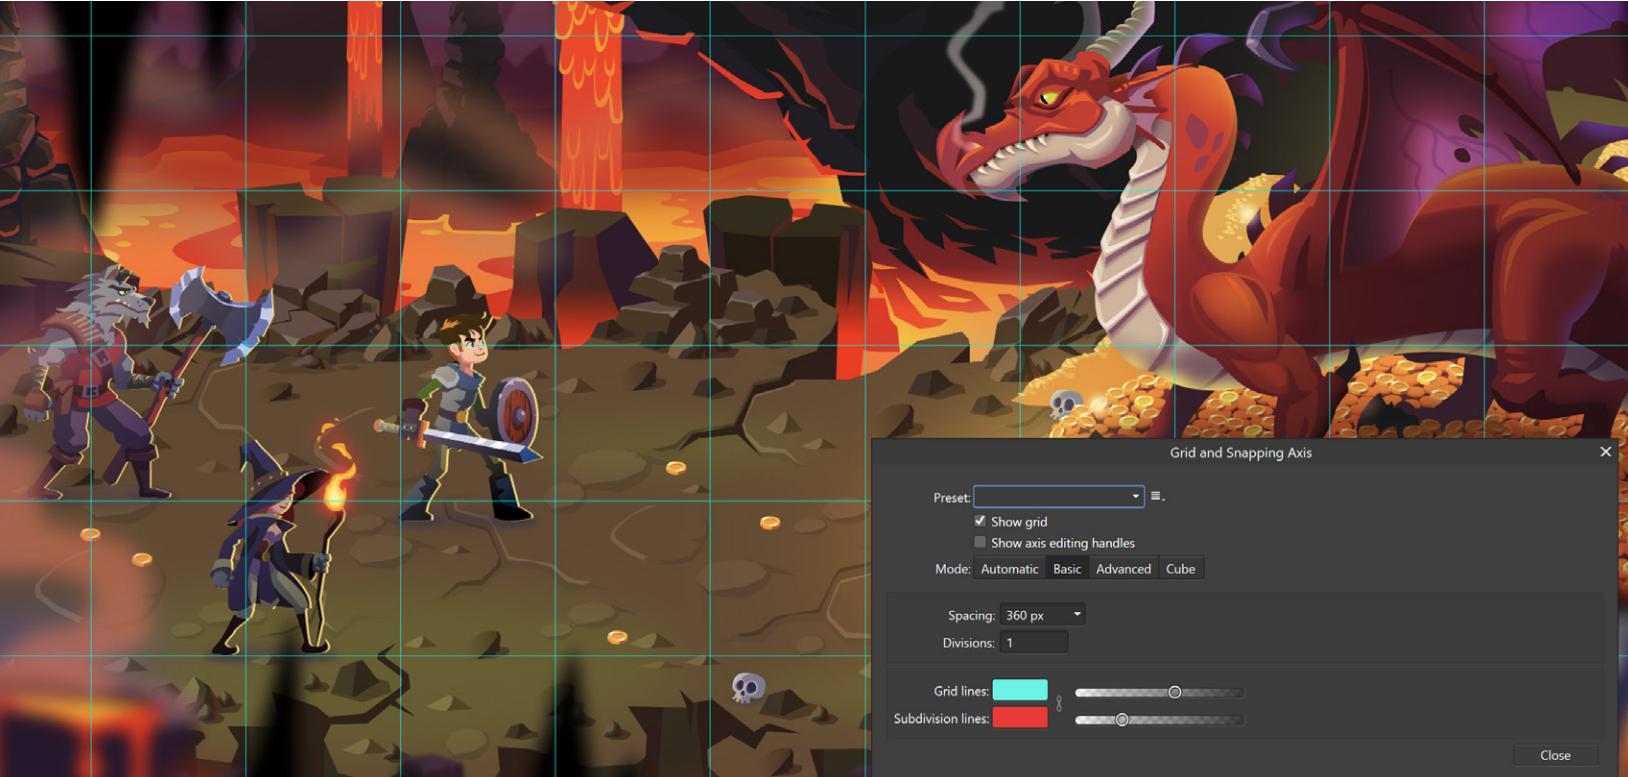 Grid and Snapping Axis
Preset:
Show grid
Show axis editing handles
Mode: Automatic Basic Advanced Cube
Spacing: 360 px
Divisions: 1
Grid lines:
Subdivision lines:
Close